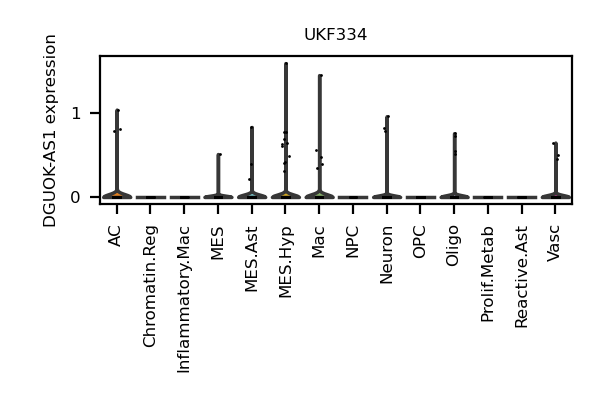 UKF334
DGUOK-AS1 expression
1
0
AC
Chromatin.Reg
Inflammatory.Mac
MES
MES.Ast
MES.Hyp
Mac
NPC
Neuron
OPC
Oligo
Prolif.Metab
Reactive.Ast
Vasc